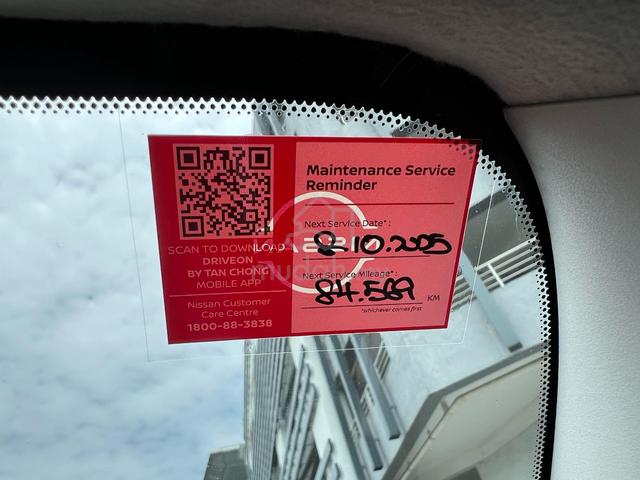 Maintenance Service
Reminder
Next Service Date*:
8.10.2025
Next Service Mileage*:
84.569
KM
*whichever comes first
SCAN TO DOWNLOAD
DRIVEON
BY TAN CHONG
MOBILE APP
Nissan Customer
Care Centre
1800-88-3838